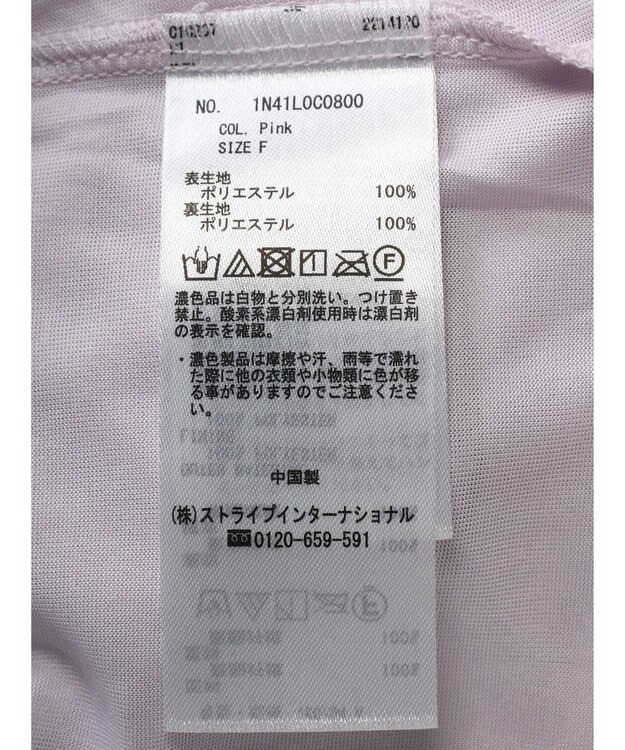 2214120
NO. 1N41L0C0800
COL. Pink
SIZE F
表生地
ポリエステル 100%
裏生地
ポリエステル 100%
F
濃色品は白物と分別洗い。つけ置き
禁止。酸素系漂白剤使用時は漂白剤
の表示を確認。
・濃色製品は摩擦や汗、雨等で濡れ
た際に他の衣類や小物類に色が移
る事がありますのでご注意くださ
い。
中国製
(株)ストライプインターナショナル
0120-659-591